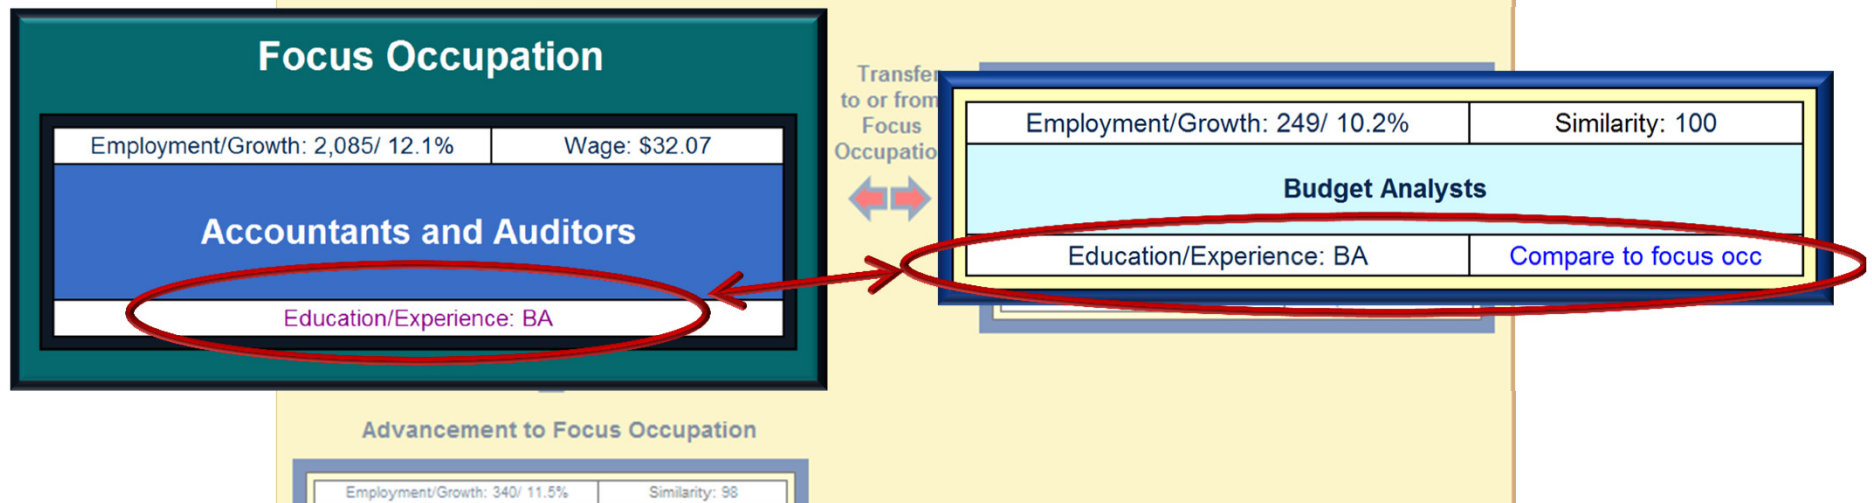 Focus Occupation
Employment/Growth: 2,085/ 12.1% Wage: $32.07
Accountants and Auditors
Education/Experience: BA
Transfer
to or from
Focus
Occupatio
Employment/Growth: 249/ 10.2% Similarity: 100
Budget Analysts
Education/Experience: BA Compare to focus occ
Advancement to Focus Occupation
Employment/Growth: 340/ 11.5% Similarity: 98